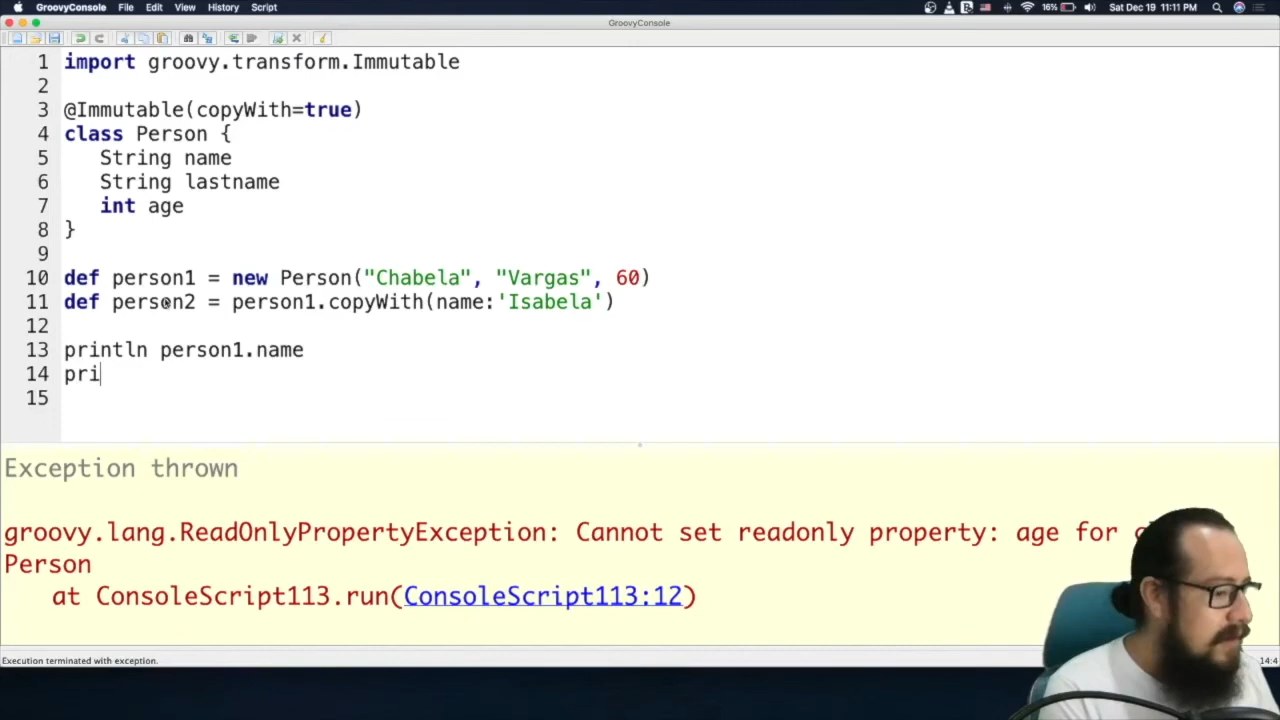 GroovyConsole File Edit View History Script 16% Sat Dec 19 11:11 PM
GroovyConsole
1 import groovy.transform.Immutable
2
3 @Immutable(copyWith=true)
4 class Person {
5 String name
6 String lastname
7 int age
8 }
9
10 def person1 = new Person("Chabela", "Vargas", 60)
11 def person2 = person1.copyWith(name:'Isabela')
12
13 println person1.name
14 pri
15
Exception thrown
groovy.lang.ReadOnlyPropertyException: Cannot set readonly property: age for
Person
at ConsoleScript113.run(ConsoleScript113:12)
Execution terminated with exception.
14:4